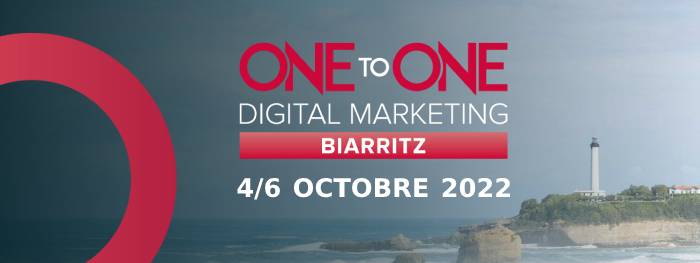 ONE TO ONE
DIGITAL MARKETING
BIARRITZ
4/6 OCTOBRE 2022